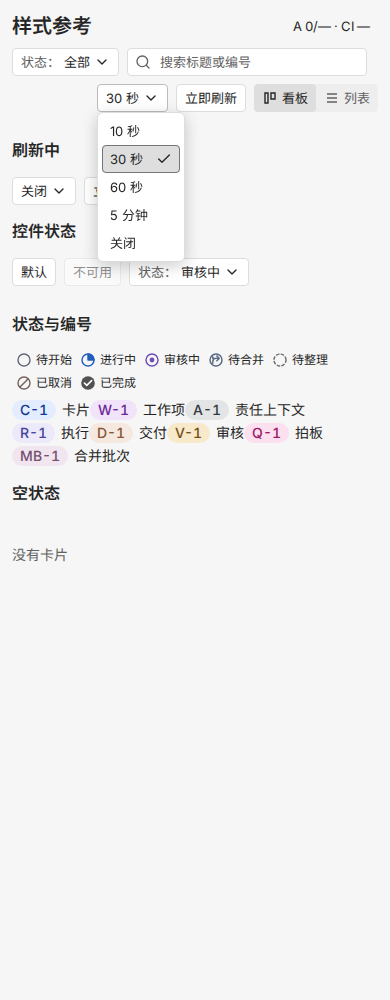 样式参考
A 0/— · CI —
状态： 全部
搜索标题或编号
30 秒
立即刷新
看板
列表
10 秒
30 秒
60 秒
5 分钟
关闭
刷新中
关闭
控件状态
默认
不可用
状态： 审核中
状态与编号
待开始 进行中 审核中 待合并 待整理
已取消 已完成
C-1 卡片 W-1 工作项 A-1 责任上下文
R-1 执行 D-1 交付 V-1 审核 Q-1 拍板
MB-1 合并批次
空状态
没有卡片